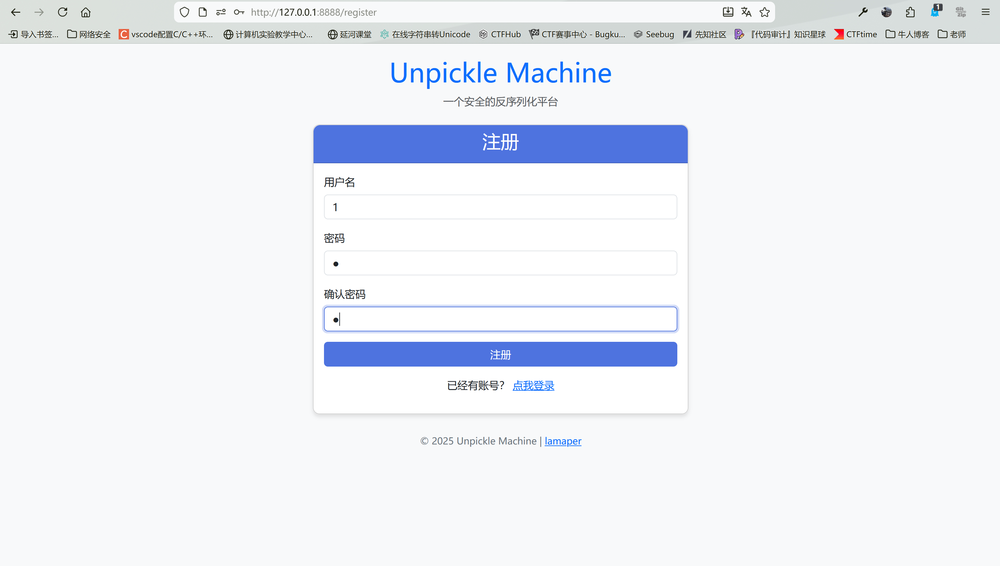 http://127.0.0.1:8888/register
1
Git Zip
导入书签... 网络安全 C vscode配置C/C++环... 计算机实验教学中心... 延河课堂 在线字符串转Unicode CTFHub CTF赛事中心 - Bugku... Seebug 先知社区 『代码审计』知识星球 CTFtime 牛人博客 老师
Unpickle Machine
一个安全的反序列化平台
注册
用户名
1
密码
●
确认密码
●
注册
已经有账号？ 点我登录
© 2025 Unpickle Machine | lamaper